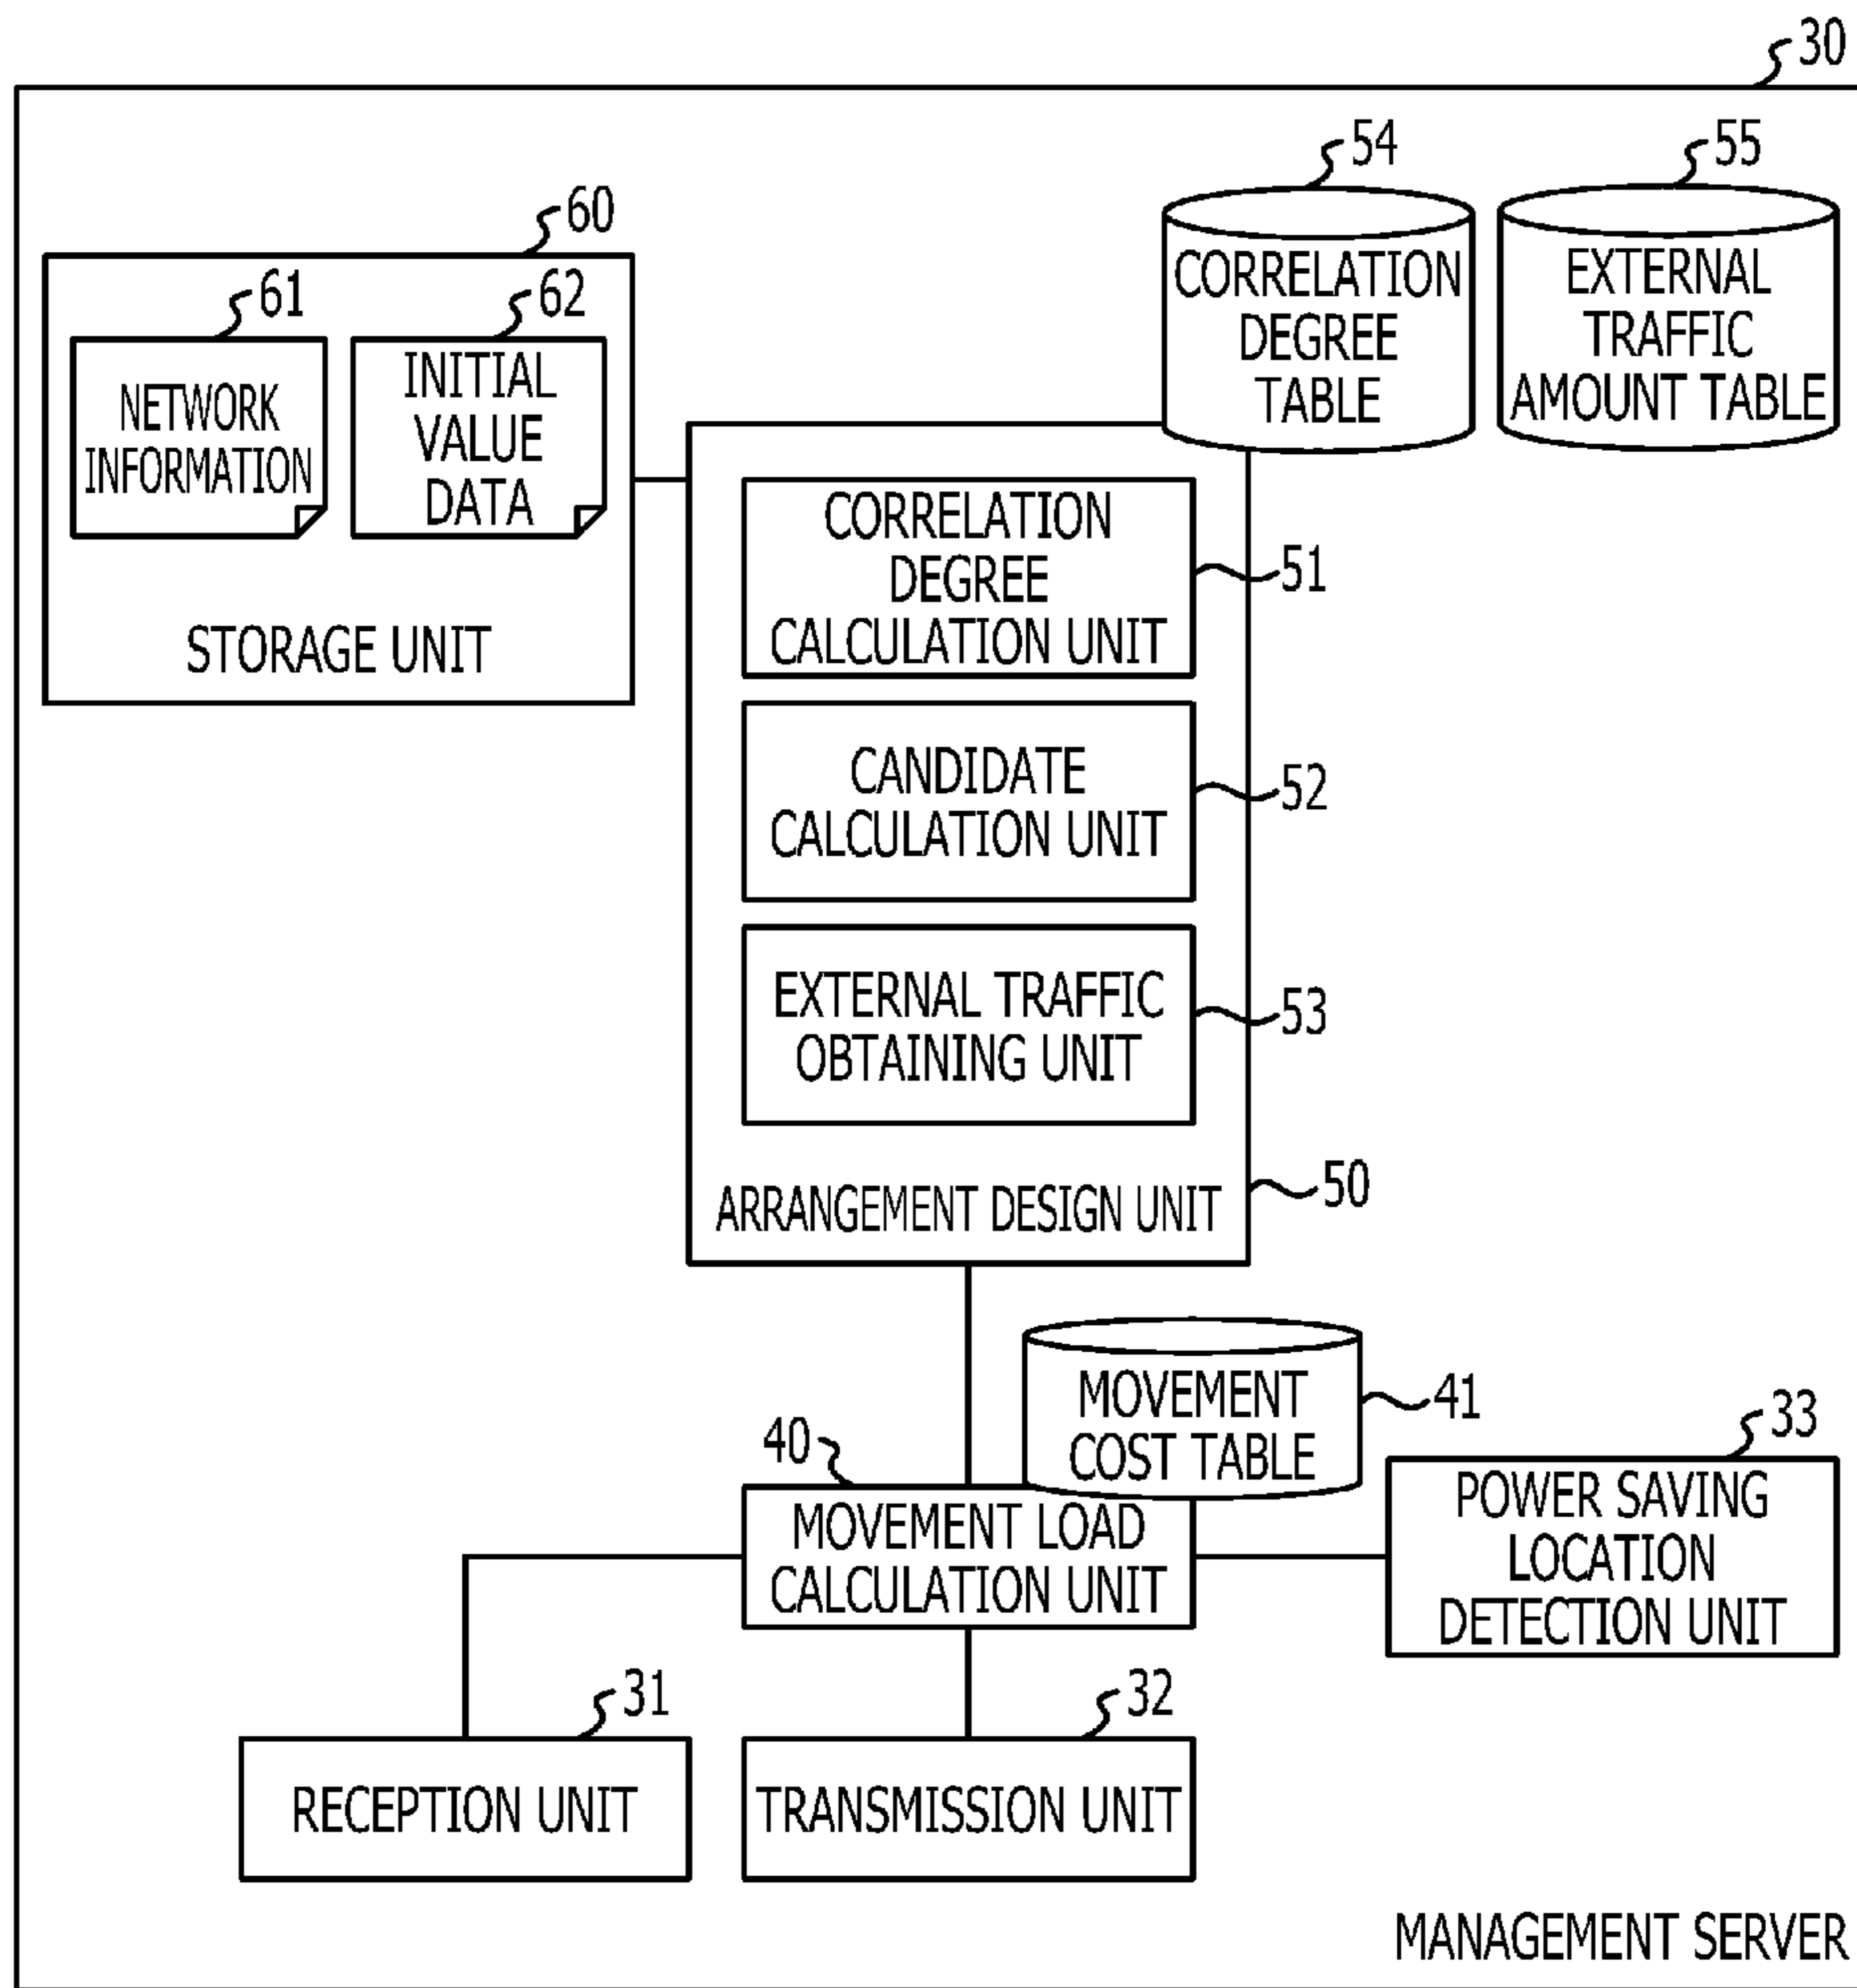 30
54
55
60
CORRELATION
DEGREE
TABLE
EXTERNAL
TRAFFIC
AMOUNT TABLE
61
62
NETWORK
INFORMATION
INITIAL
VALUE
DATA
STORAGE UNIT
CORRELATION
DEGREE
CALCULATION UNIT
51
CANDIDATE
CALCULATION UNIT
52
EXTERNAL TRAFFIC
OBTAINING UNIT
53
ARRANGEMENT DESIGN UNIT
50
MOVEMENT
COST TABLE
41
40
33
MOVEMENT LOAD
CALCULATION UNIT
POWER SAVING
LOCATION
DETECTION UNIT
31
32
RECEPTION UNIT
TRANSMISSION UNIT
MANAGEMENT SERVER